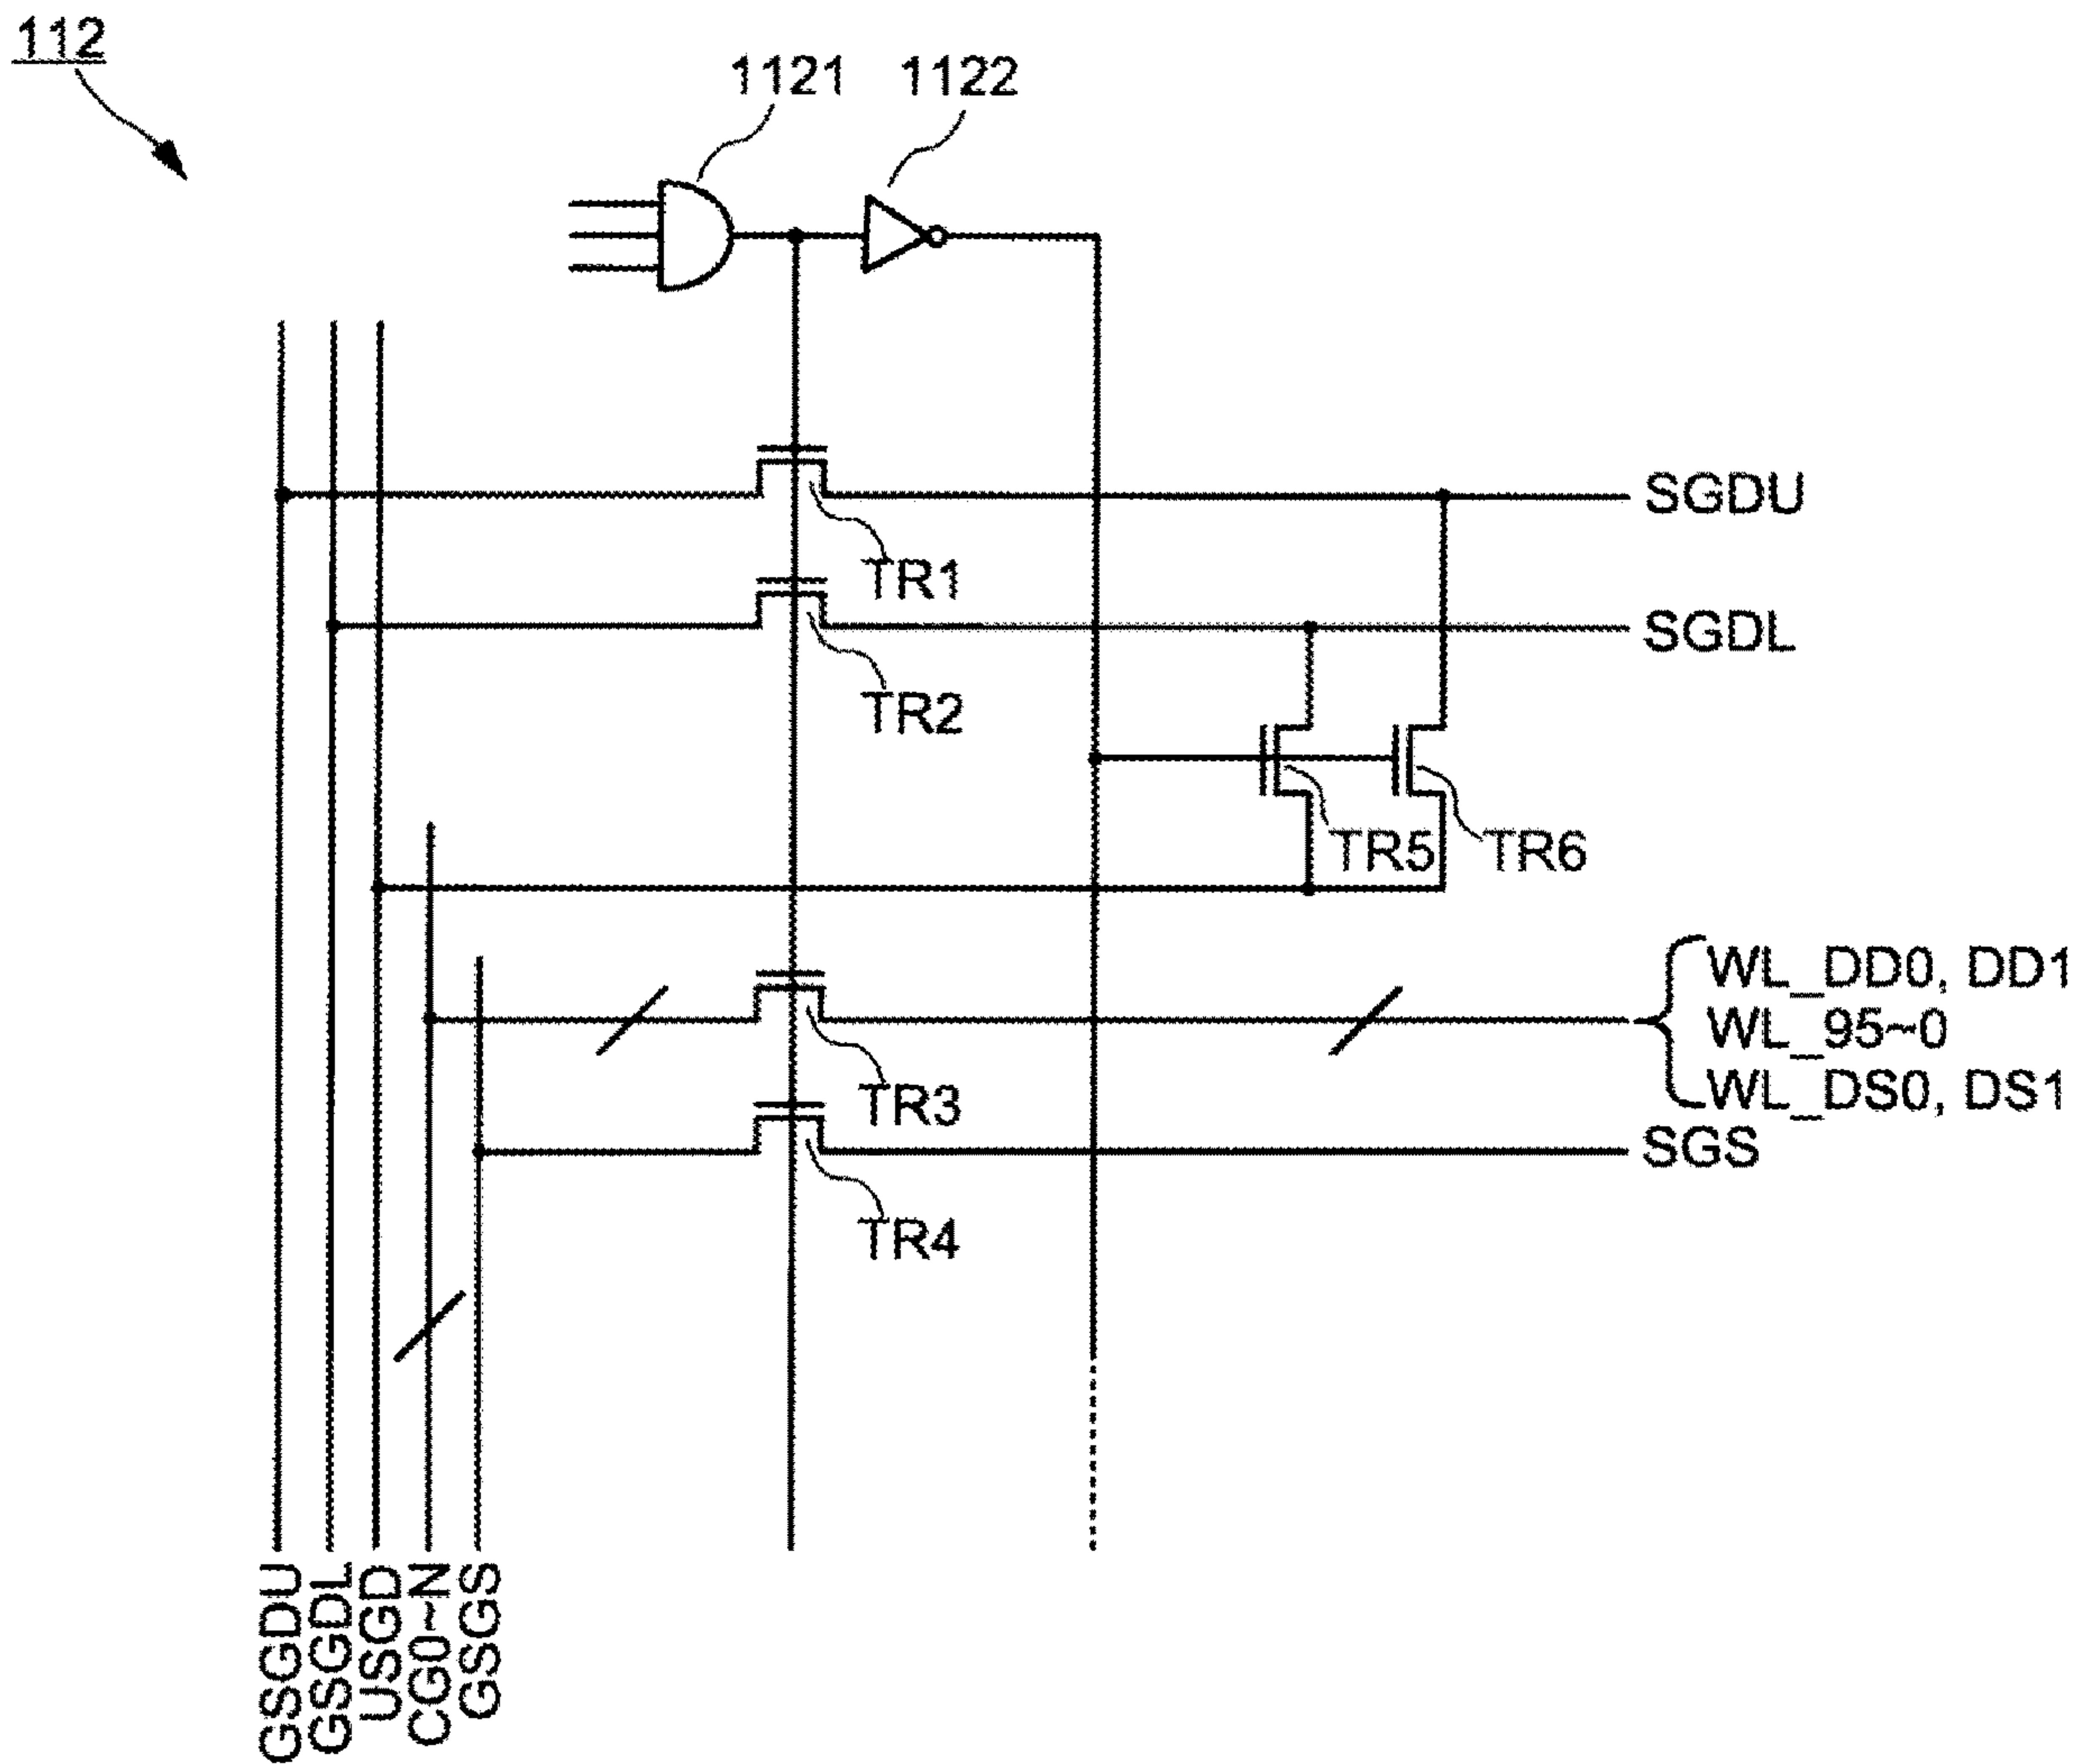 112
1121
1122
SGDU
TR1
SGDL
TR2
TR5
TR6
WL_DD0, DD1
WL_95~0
WL_DS0, DS1
TR3
SGS
TR4
GSGDU
GSGDL
USGD
CG0~N
GSGS